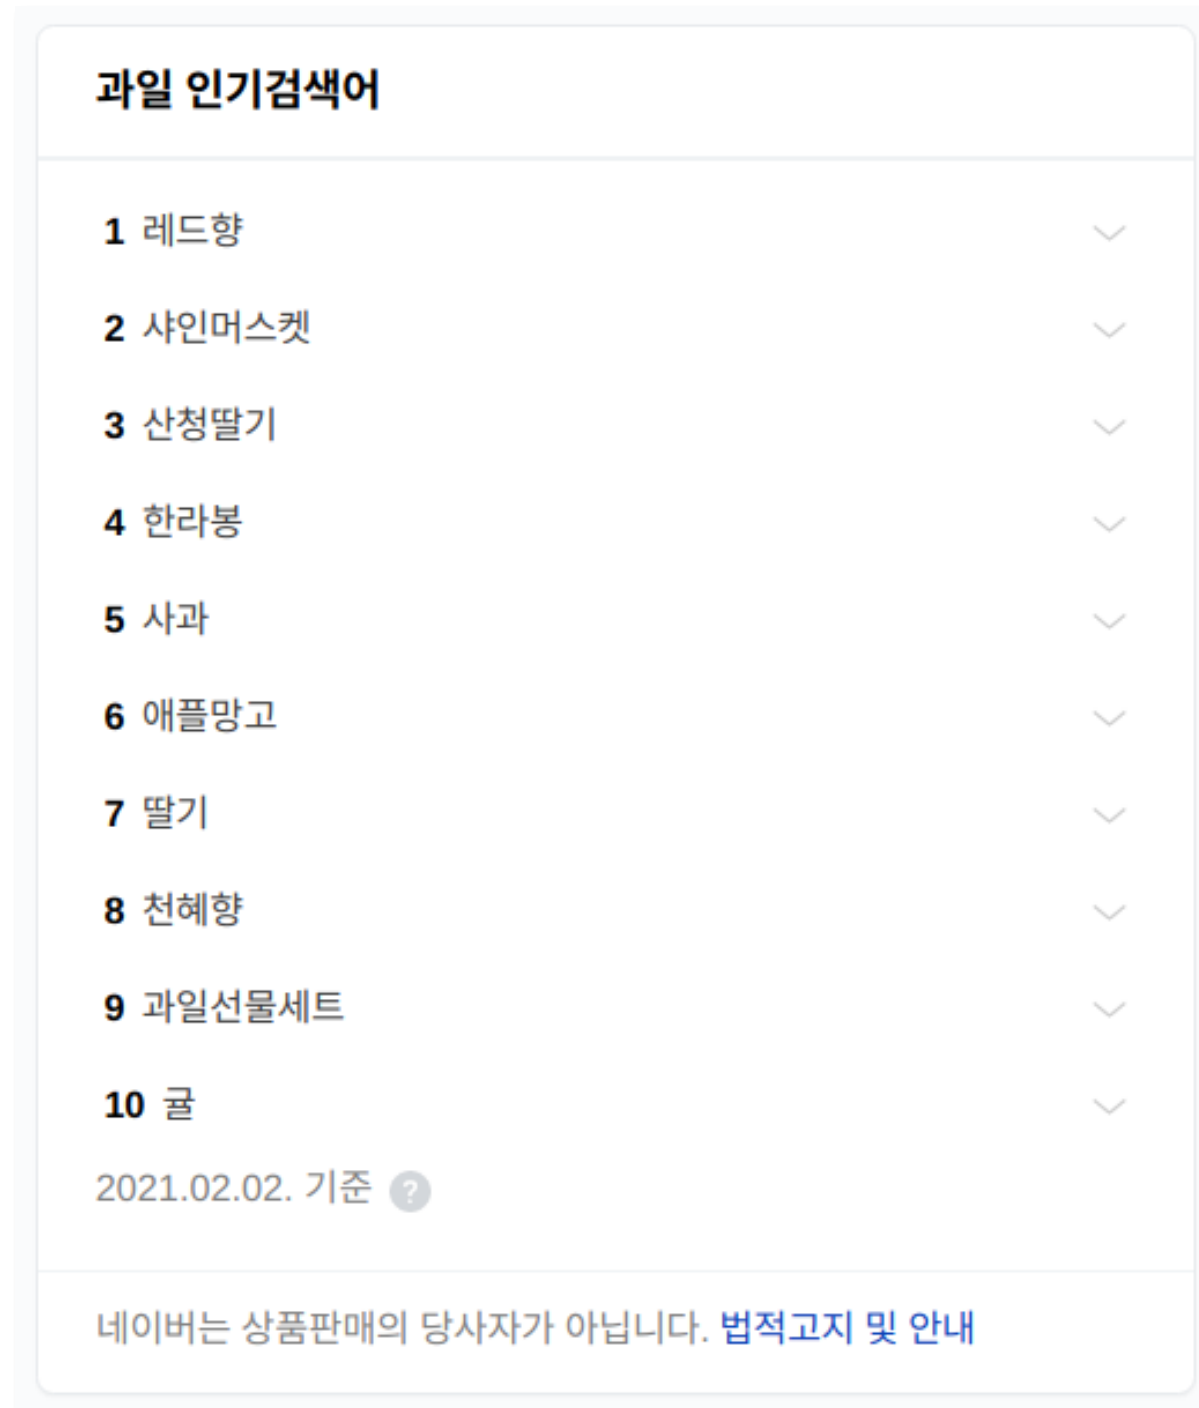 과일 인기검색어
1 레드향
2 샤인머스켓
3 산청딸기
4 한라봉
5 사과
6 애플망고
7 딸기
8 천혜향
9 과일선물세트
10 귤
2021.02.02. 기준 ?
네이버는 상품판매의 당사자가 아닙니다. 법적고지 및 안내